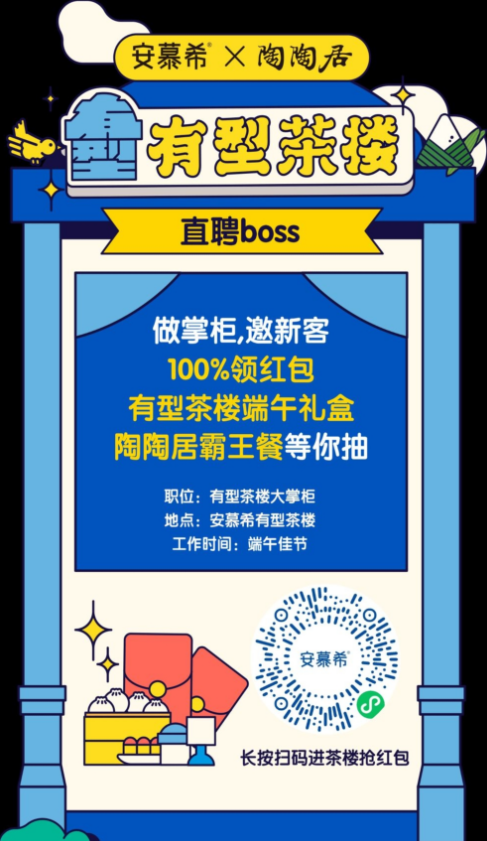 安慕希® × 陶陶居
有型
有型茶楼
直聘boss
做掌柜,邀新客
100%领红包
有型茶楼端午礼盒
陶陶居霸王餐等你抽
职位：有型茶楼大掌柜
地点：安慕希有型茶楼
工作时间：端午佳节
安慕希®
长按扫码进茶楼抢红包